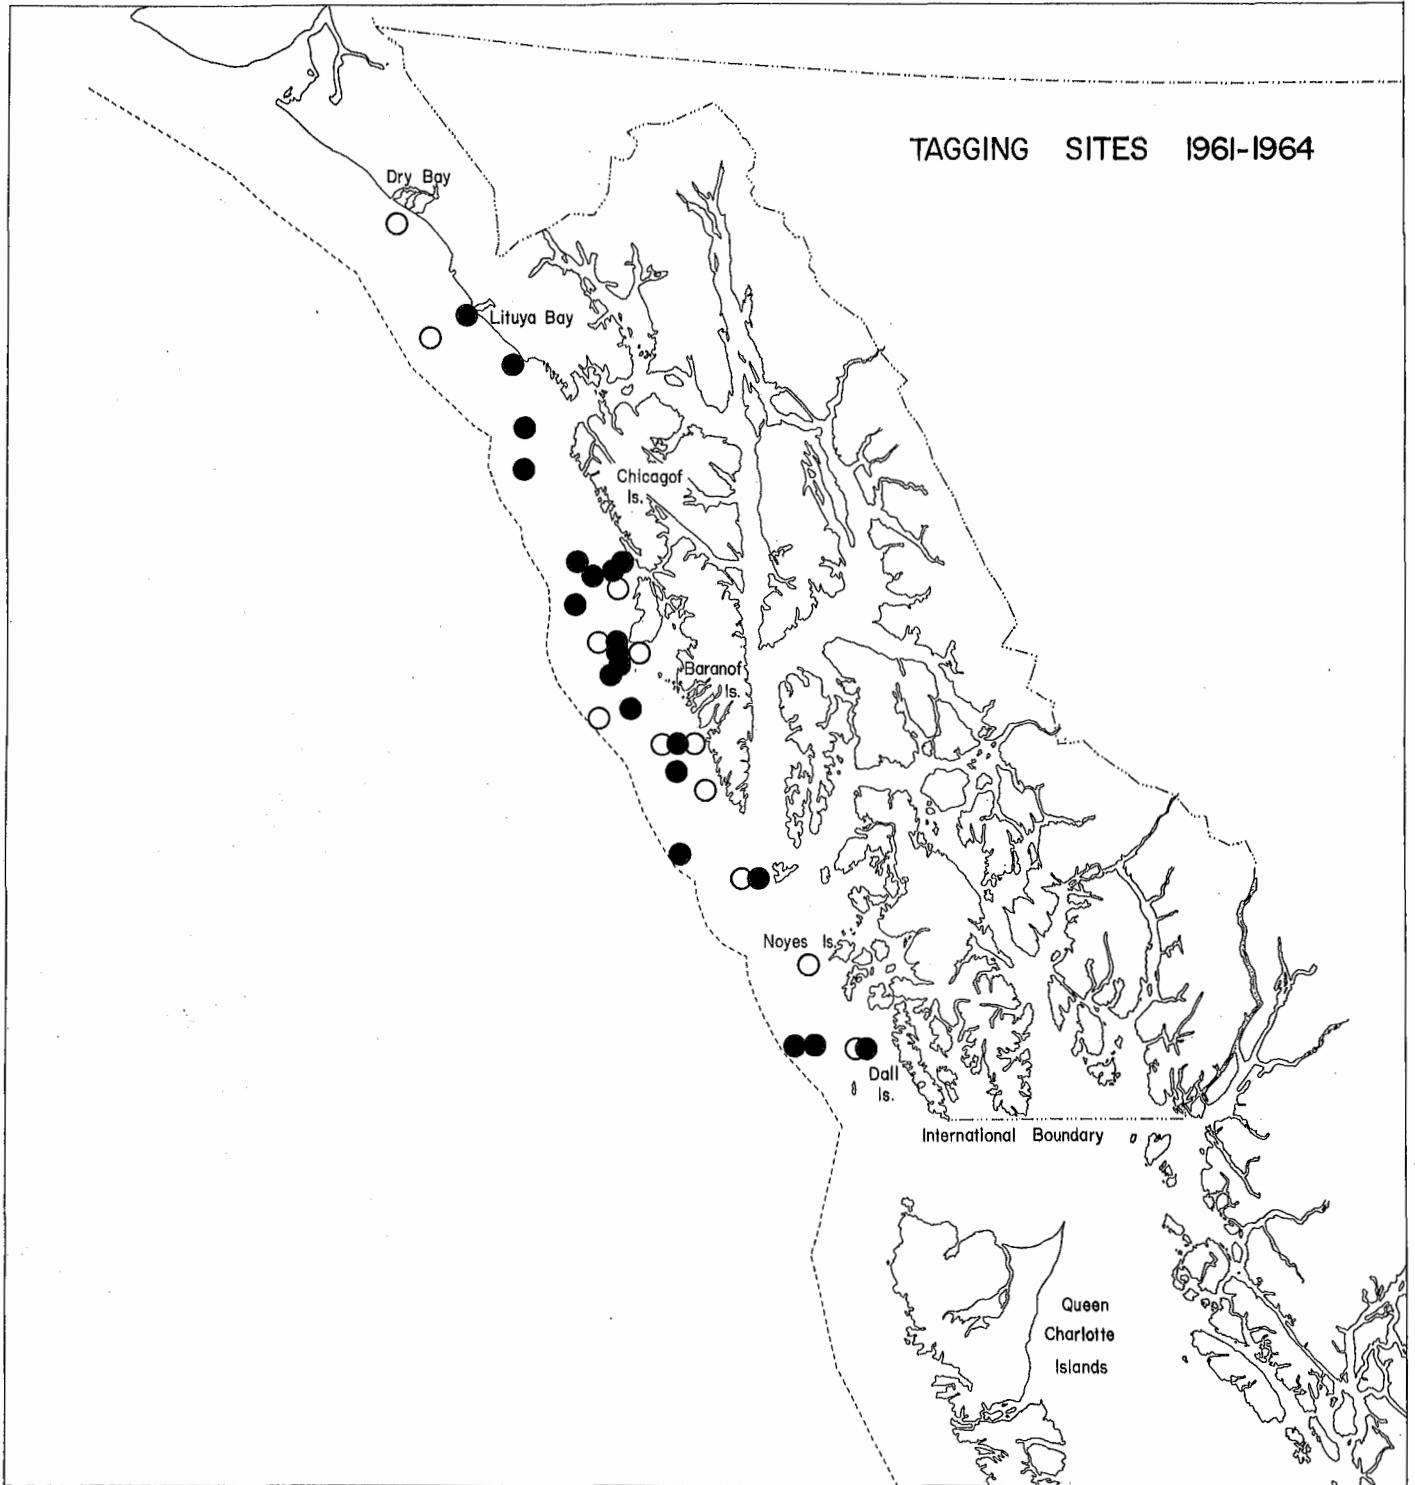 TAGGING SITES 1961-1964
Dry Bay
Lituya Bay
Chicagof
Is.
Baranof
Is.
Noyes Is.
Dall
Is.
International Boundary
Queen
Charlotte
Islands